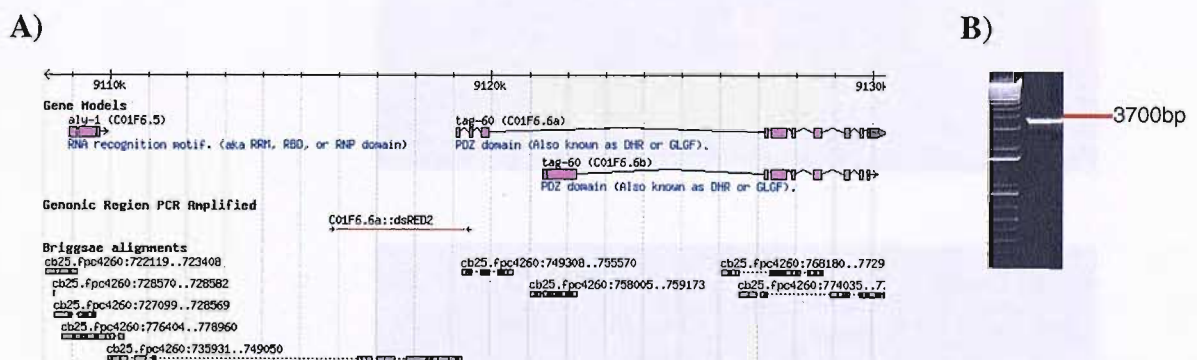 A)
B)
9110k 9120k 9130k
Gene Models
aly-1 (C01F6.5) tag-60 (C01F6.6a)
RNA recognition motif. (aka RRM, RBD, or RNP domain) PDZ domain (Also known as DHR or GLGF).
tag-60 (C01F6.6b)
PDZ domain (Also known as DHR or GLGF).
Genomic Region PCR Amplified
C01F6.6a::dsRED2
Briggsae alignments
cb25.fpc4260:722119..723408 cb25.fpc4260:749308..755570 cb25.fpc4260:768180..7729
cb25.fpc4260:728570..728582 cb25.fpc4260:758005..759173 cb25.fpc4260:774035..77
cb25.fpc4260:727099..728569
cb25.fpc4260:776404..778960
cb25.fpc4260:735931..749050
3700bp